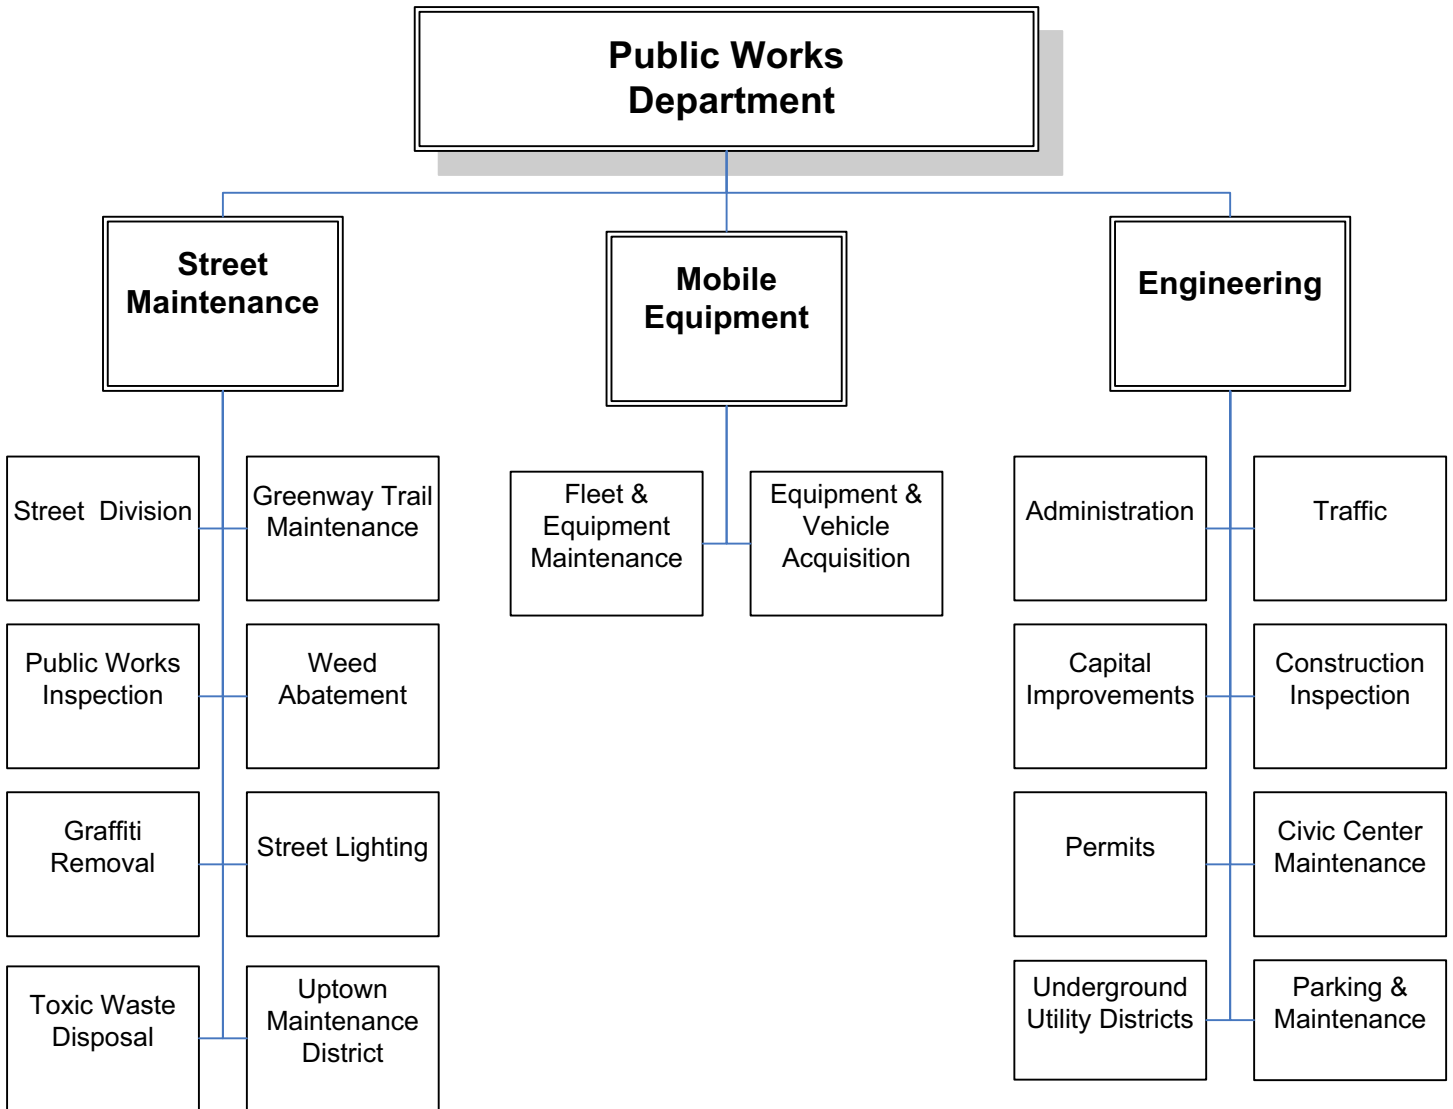 Public Works
Department
Street
Maintenance
Mobile
Equipment
Engineering
Street  Division
Greenway Trail
Maintenance
Public Works
Inspection
Weed
Abatement
Graffiti
Removal
Street Lighting
Toxic Waste
Disposal
Uptown
Maintenance
District
Fleet &
Equipment
Maintenance
Equipment &
Vehicle
Acquisition
Administration
Traffic
Capital
Improvements
Construction
Inspection
Permits
Civic Center
Maintenance
Underground
Utility Districts
Parking &
Maintenance